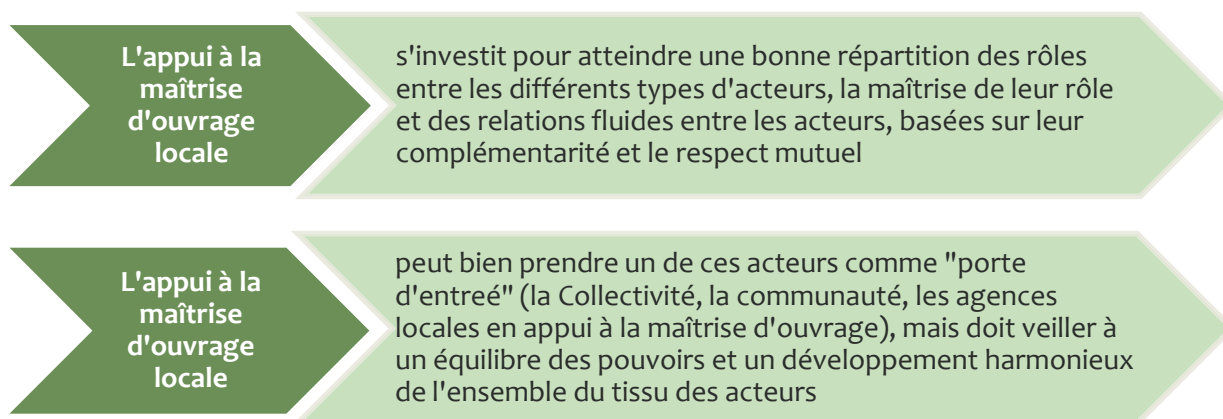 L'appui à la
maîtrise
d'ouvrage
locale
s'investit pour atteindre une bonne répartition des rôles
entre les différents types d'acteurs, la maîtrise de leur rôle
et des relations fluides entre les acteurs, basées sur leur
complémentarité et le respect mutuel
L'appui à la
maîtrise
d'ouvrage
locale
peut bien prendre un de ces acteurs comme "porte
d'entreé" (la Collectivité, la communauté, les agences
locales en appui à la maîtrise d'ouvrage), mais doit veiller à
un équilibre des pouvoirs et un développement harmonieux
de l'ensemble du tissu des acteurs